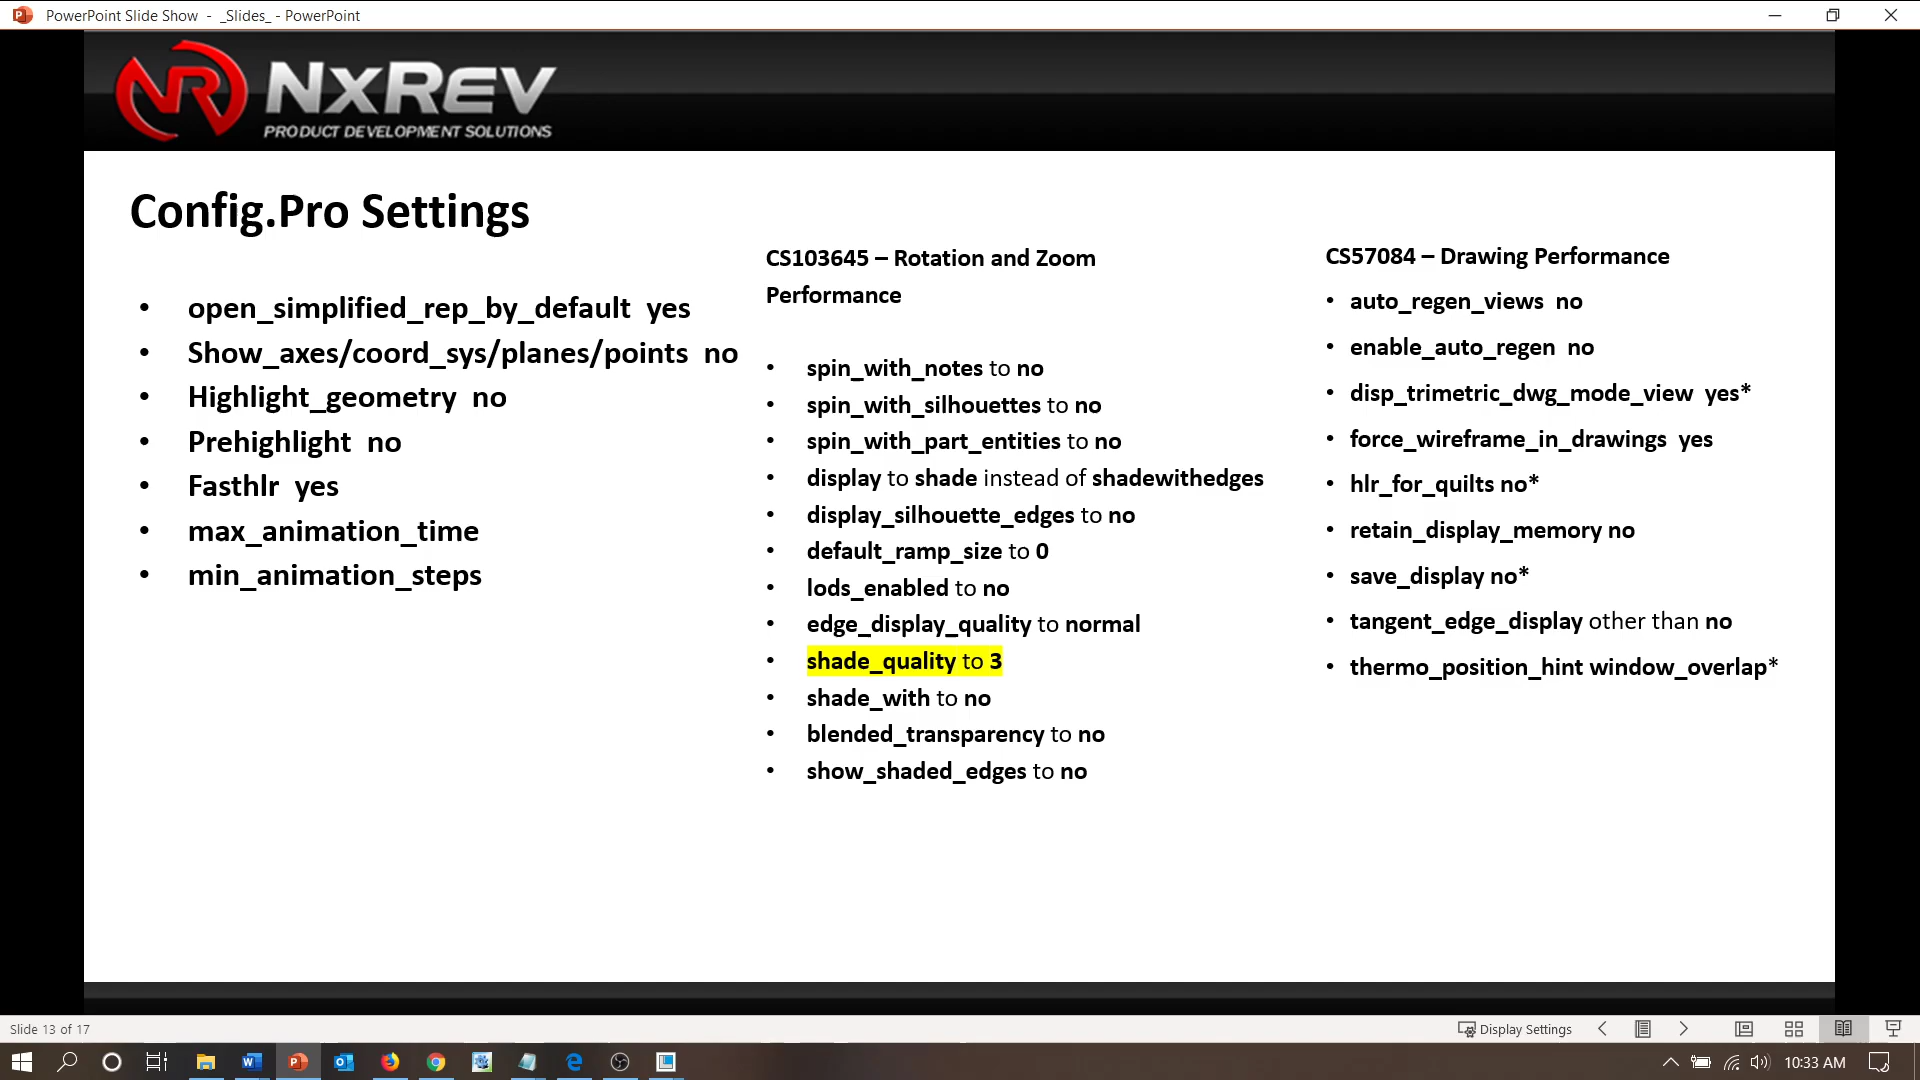 PowerPoint Slide Show - _Slides_ - PowerPoint
NR NxRev
PRODUCT DEVELOPMENT SOLUTIONS
Config.Pro Settings
• open_simplified_rep_by_default yes
• Show_axes/coord_sys/planes/points no
• Highlight_geometry no
• Prehighlight no
• Fasthlr yes
• max_animation_time
• min_animation_steps
CS103645 – Rotation and Zoom
Performance
• spin_with_notes to no
• spin_with_silhouettes to no
• spin_with_part_entities to no
• display to shade instead of shadewithedges
• display_silhouette_edges to no
• default_ramp_size to 0
• lods_enabled to no
• edge_display_quality to normal
• shade_quality to 3
• shade_with to no
• blended_transparency to no
• show_shaded_edges to no
CS57084 – Drawing Performance
• auto_regen_views no
• enable_auto_regen no
• disp_trimetric_dwg_mode_view yes*
• force_wireframe_in_drawings yes
• hlr_for_quilts no*
• retain_display_memory no
• save_display no*
• tangent_edge_display other than no
• thermo_position_hint window_overlap*
Slide 13 of 17
Display Settings
10:33 AM